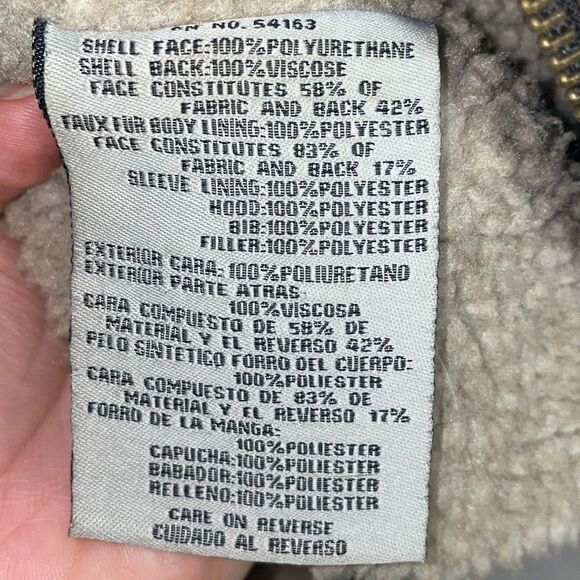 RN NO. 54163
SHELL FACE:100%POLYURETHANE
SHELL BACK:100%VISCOSE
FACE CONSTITUTES 58% OF
FABRIC AND BACK 42%
FAUX FUR BODY LINING:100%POLYESTER
FACE CONSTITUTES 83% OF
FABRIC AND BACK 17%
SLEEVE LINING:100%POLYESTER
HOOD:100%POLYESTER
BIB:100%POLYESTER
FILLER:100%POLYESTER
EXTERIOR CARA:100%POLIURETANO
EXTERIOR PARTE ATRAS
100%VISCOSA
CARA COMPUESTO DE 58% DE
MATERIAL Y EL REVERSO 42%
PELO SINTETICO FORRO DEL CUERPO:
100%POLIESTER
CARA COMPUESTO DE 83% DE
MATERIAL Y EL REVERSO 17%
FORRO DE LA MANGA:
100%POLIESTER
CAPUCHA:100%POLIESTER
BABADOR:100%POLIESTER
RELLENO:100%POLIESTER
CARE ON REVERSE
CUIDADO AL REVERSO